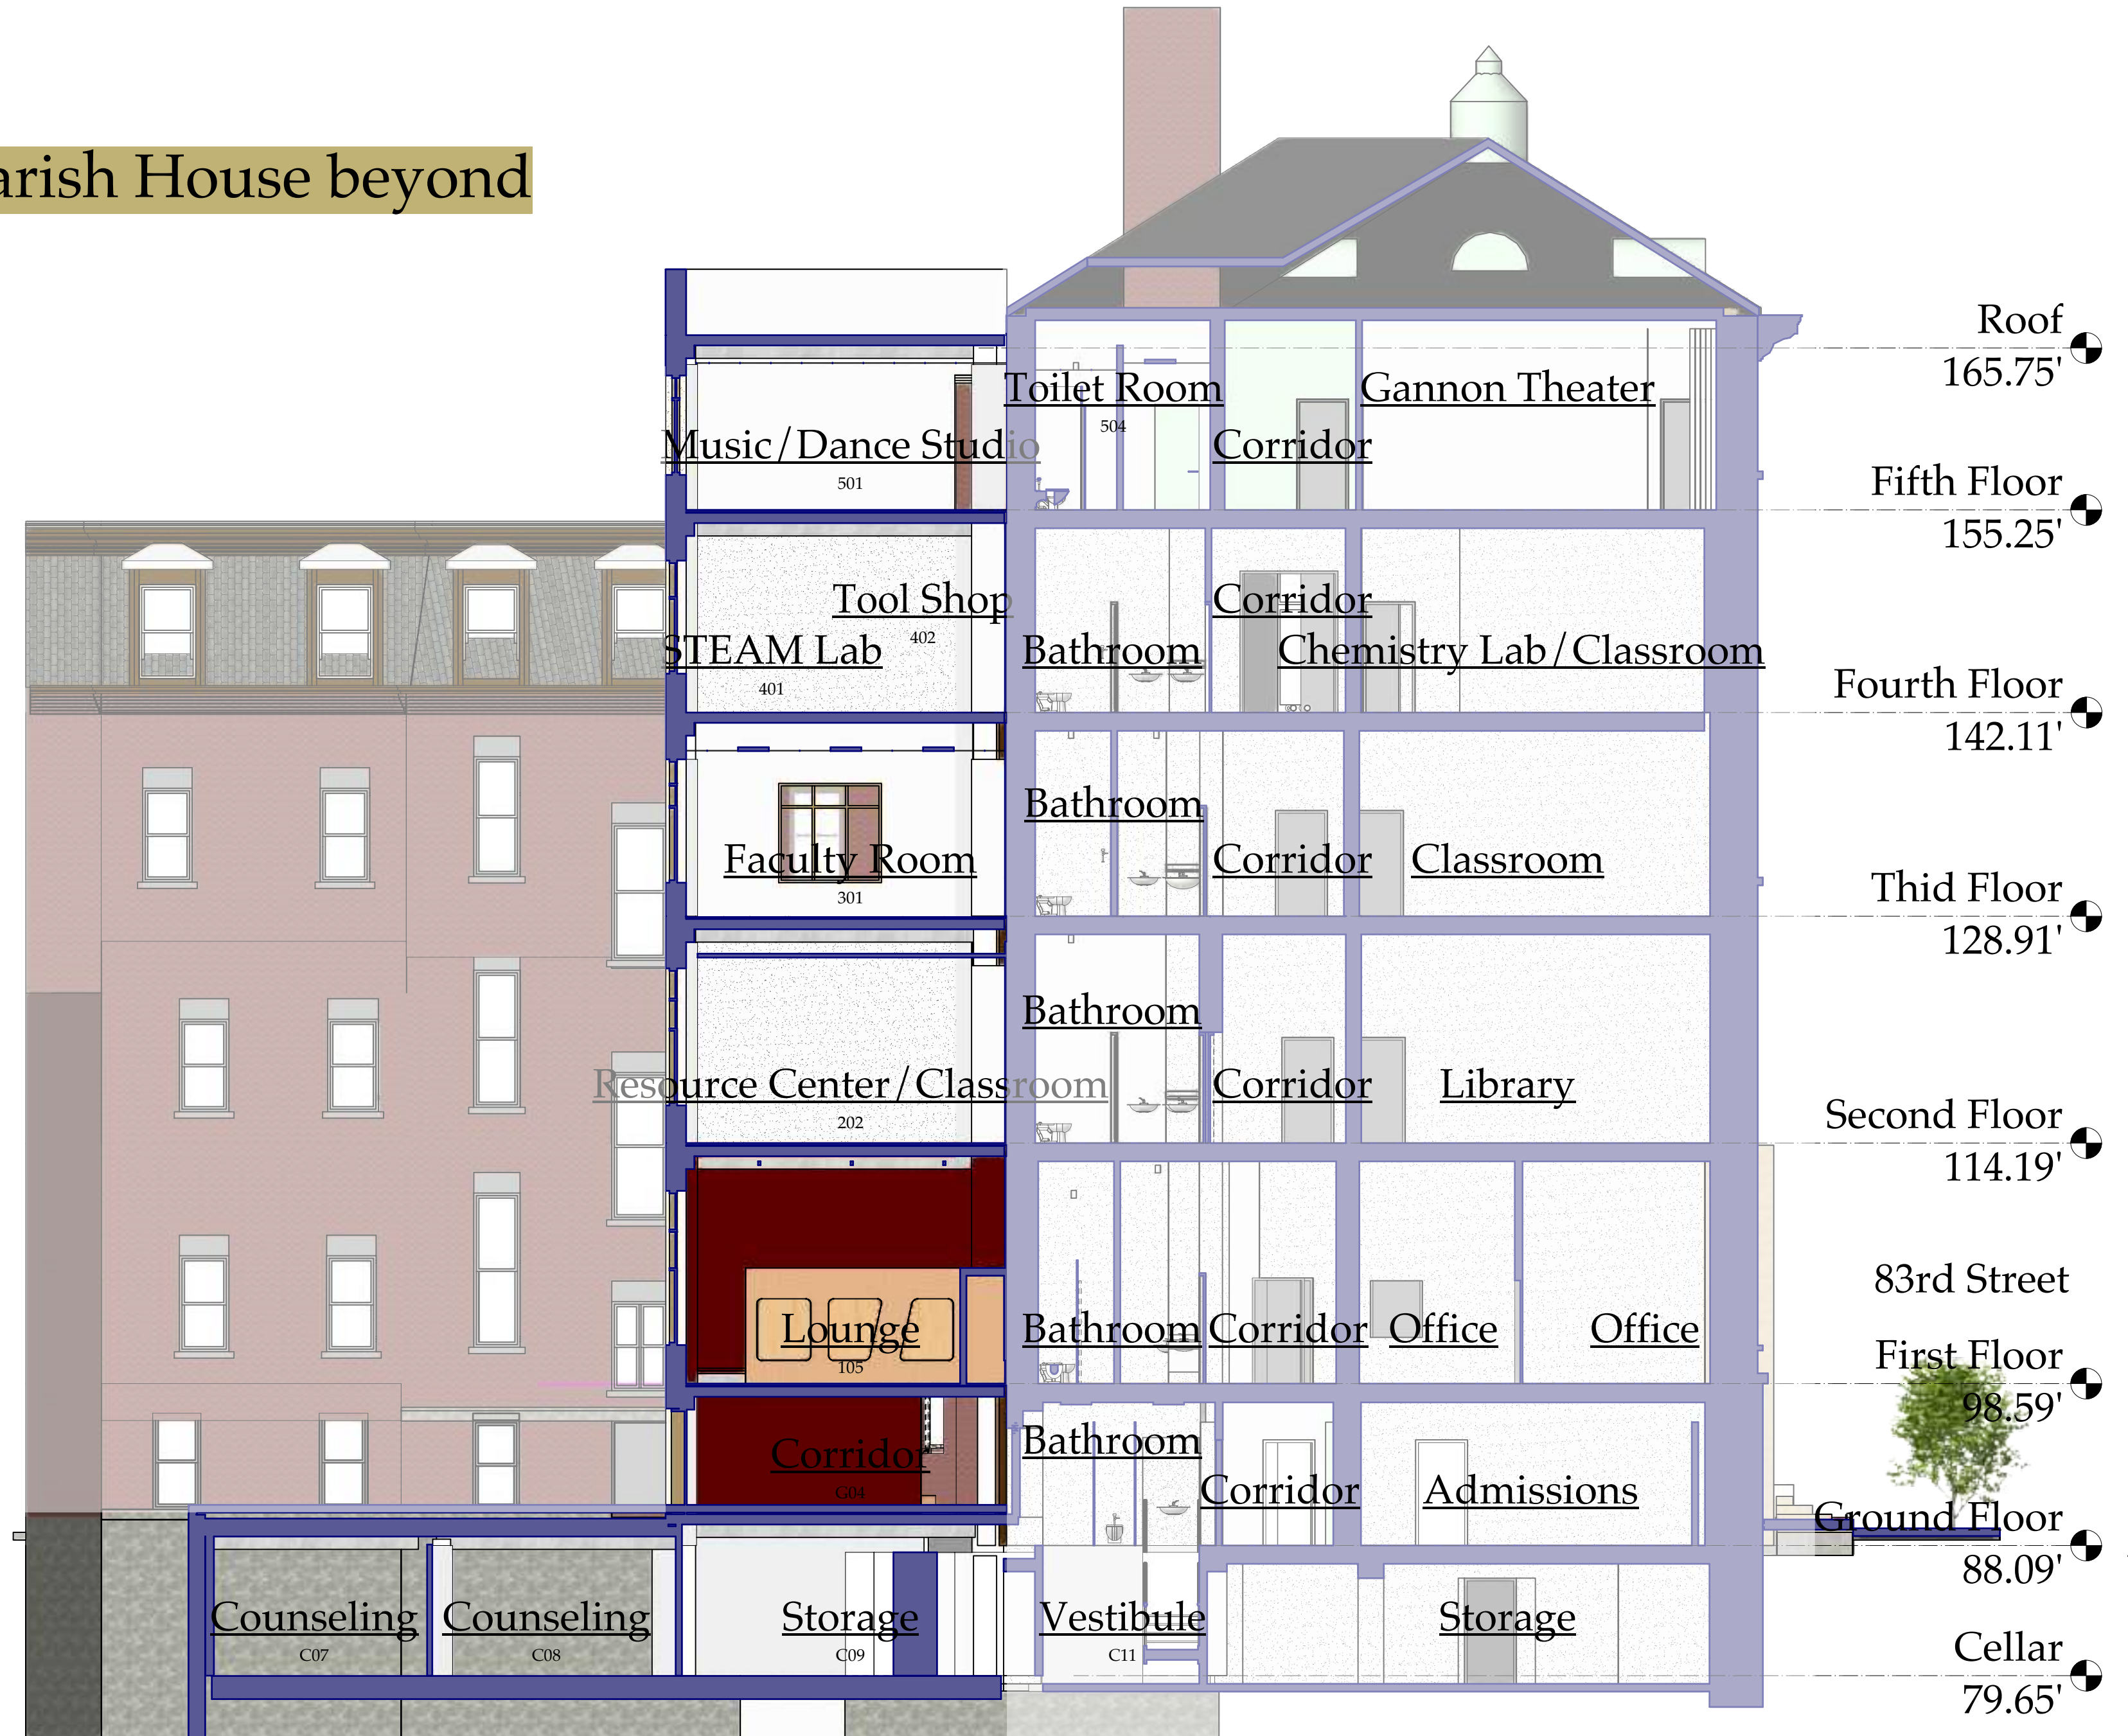 arish House beyond
Roof
165.75'
Toilet Room
504
Gannon Theater
Music/Dance Studio
501
Corridor
Fifth Floor
155.25'
Tool Shop
402
Corridor
STEAM Lab
401
Bathroom
Chemistry Lab/Classroom
Fourth Floor
142.11'
Bathroom
Faculty Room
301
Corridor
Classroom
Thid Floor
128.91'
Bathroom
Resource Center/Classroom
202
Corridor
Library
Second Floor
114.19'
83rd Street
Lounge
105
Bathroom
Corridor
Office
Office
First Floor
98.59'
Corridor
G04
Bathroom
Corridor
Admissions
Ground Floor
88.09'
Counseling
C07
Counseling
C08
Storage
C09
Vestibule
C11
Storage
Cellar
79.65'